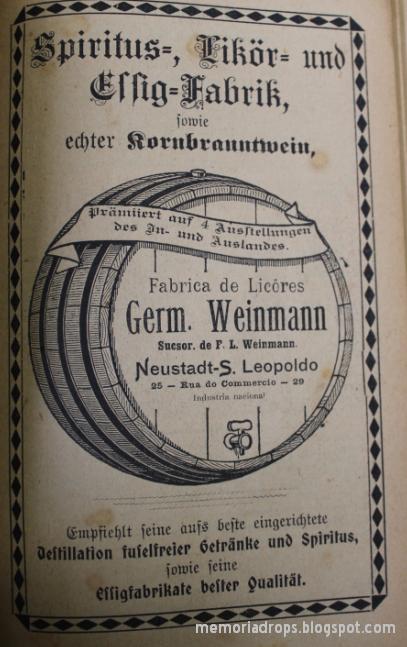 Spiritus-, Likör- und
Essig-Fabrik,
sowie
echter Kornbranntwein,
Prämiiert auf 4 Ausstellungen
des In- und Auslandes.
Fabrica de Licôres
Germ. Weinmann
Sucsor. de F. L. Weinmann.
Neustadt-S. Leopoldo
25 — Rua do Commercio — 29
Industria nacional
Empfiehlt seine aufs beste eingerichtete
Destillation fuselfreier Getränke und Spiritus,
sowie seine
Essigfabrikate bester Qualität.
memoriadrops.blogspot.com